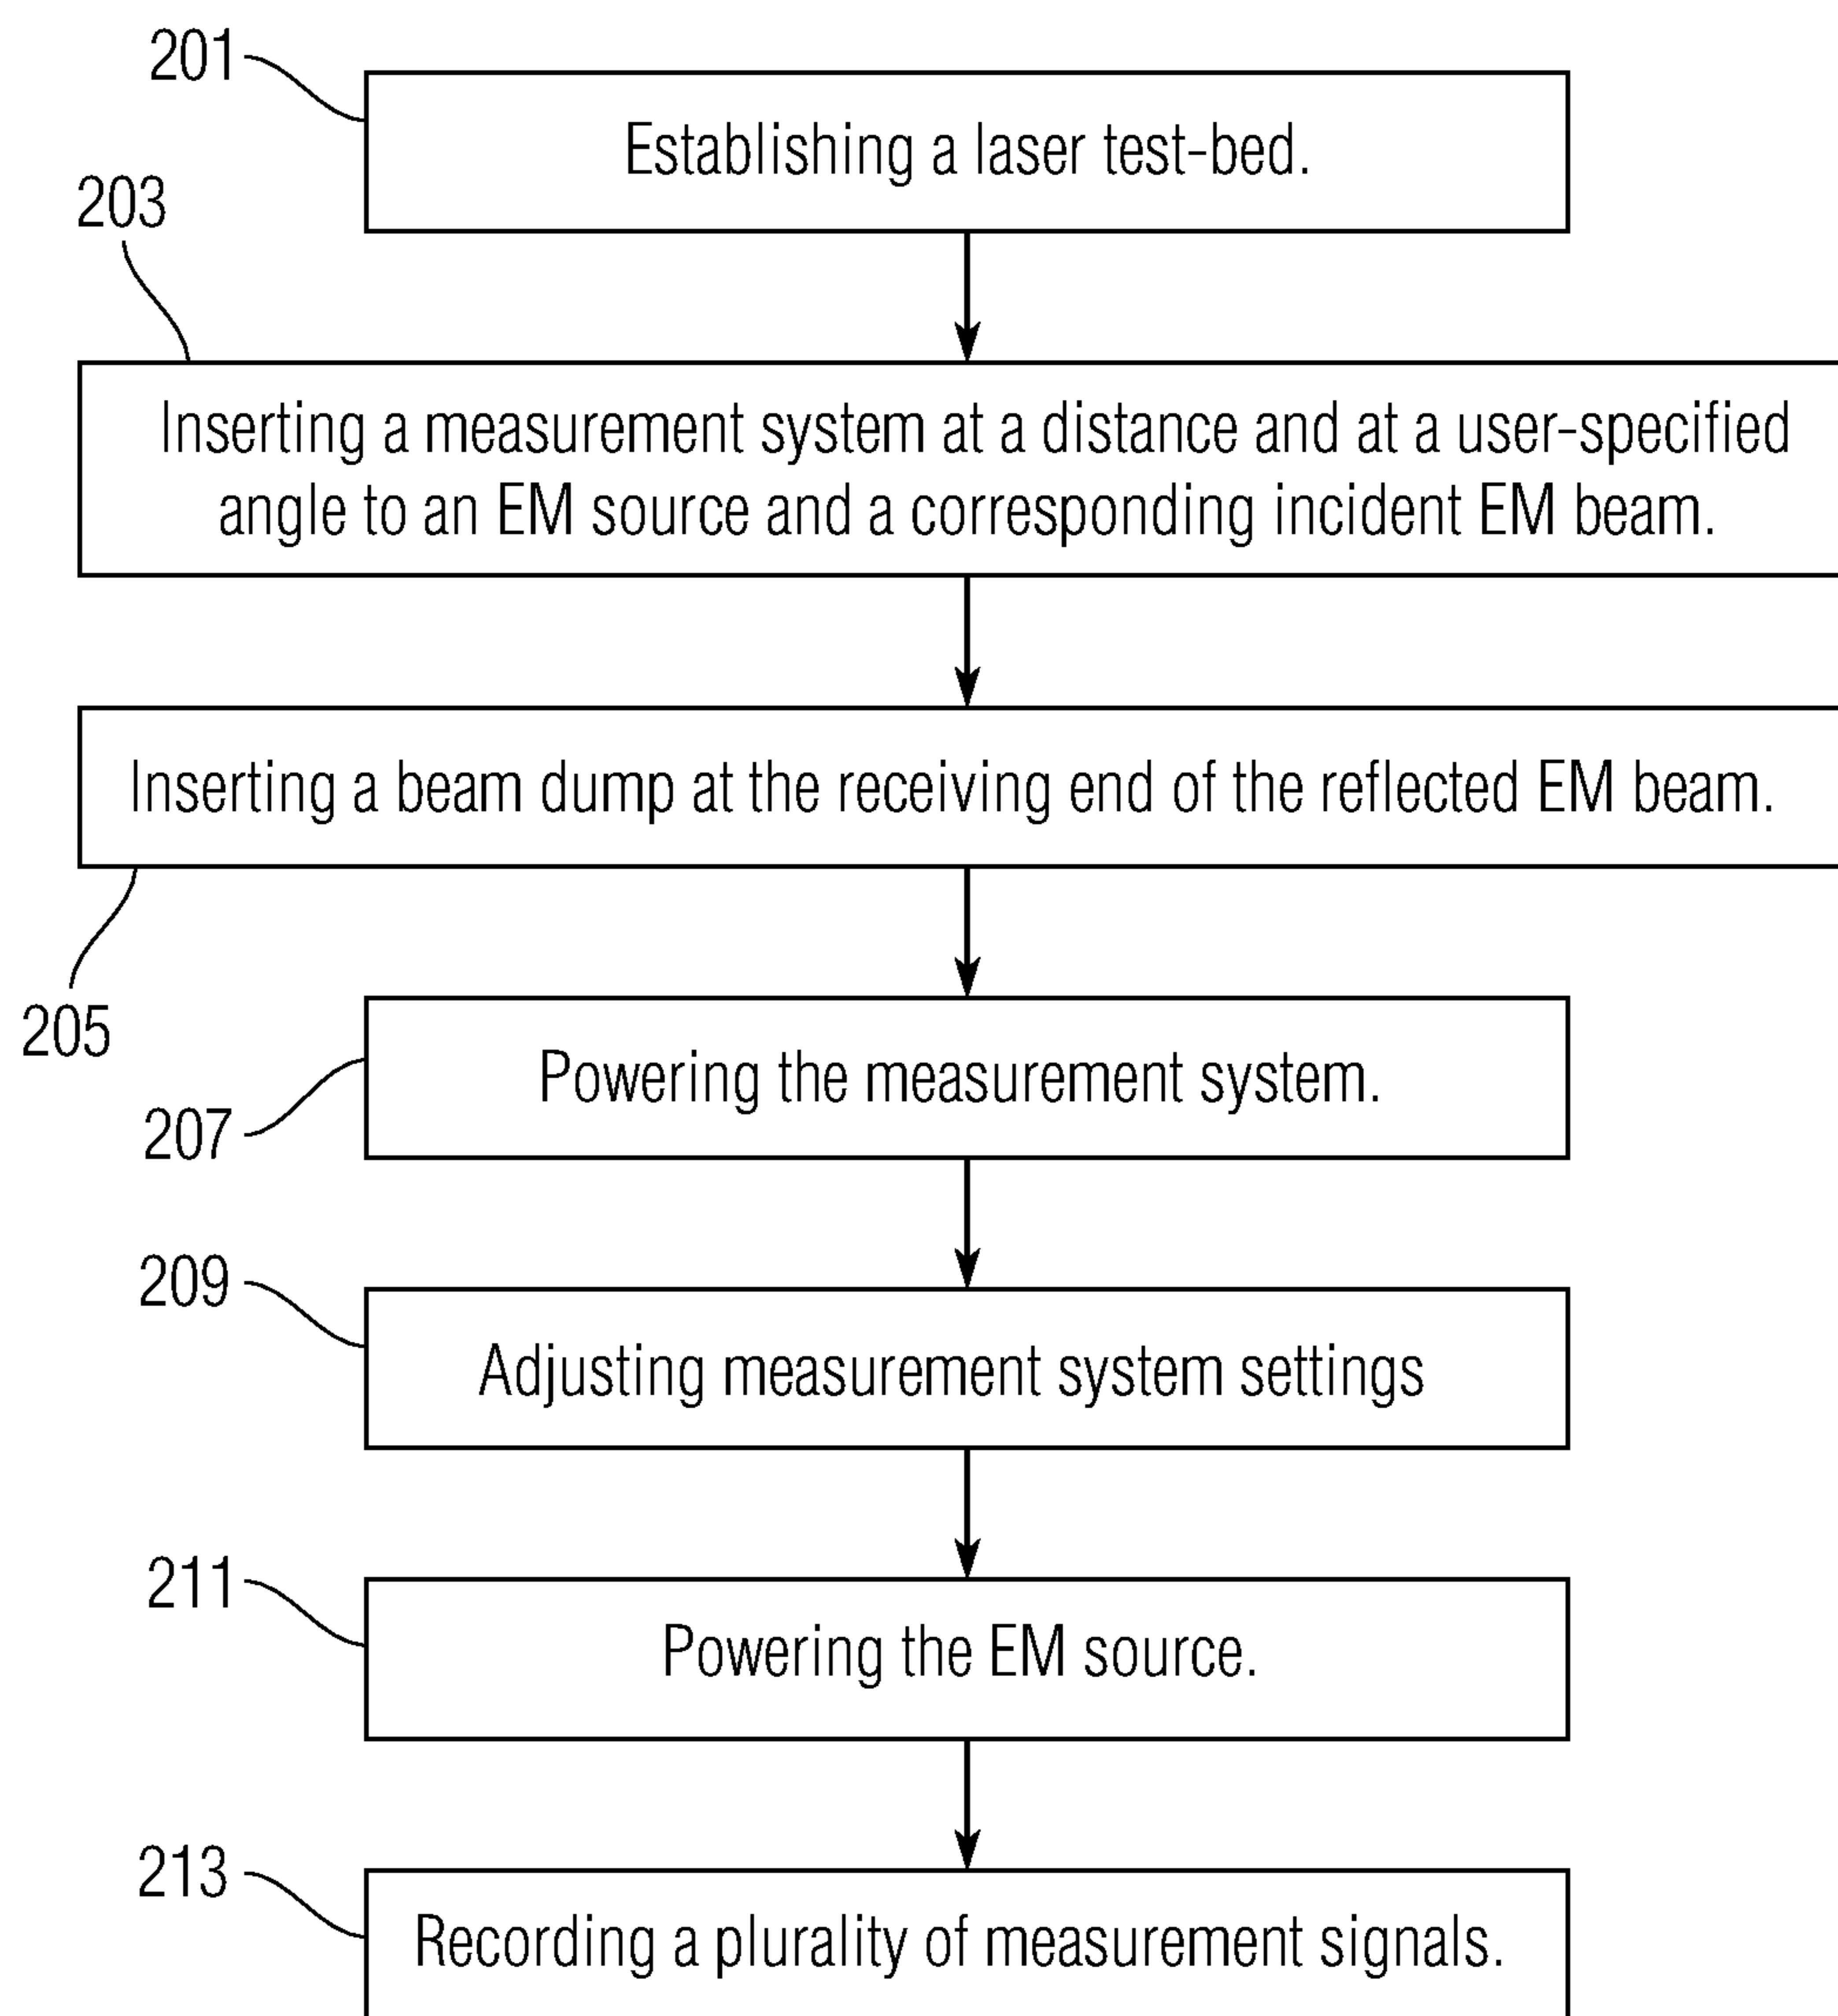 201
Establishing a laser test-bed.
203
Inserting a measurement system at a distance and at a user-specified
angle to an EM source and a corresponding incident EM beam.
Inserting a beam dump at the receiving end of the reflected EM beam.
205
Powering the measurement system.
207
209
Adjusting measurement system settings
211
Powering the EM source.
213
Recording a plurality of measurement signals.